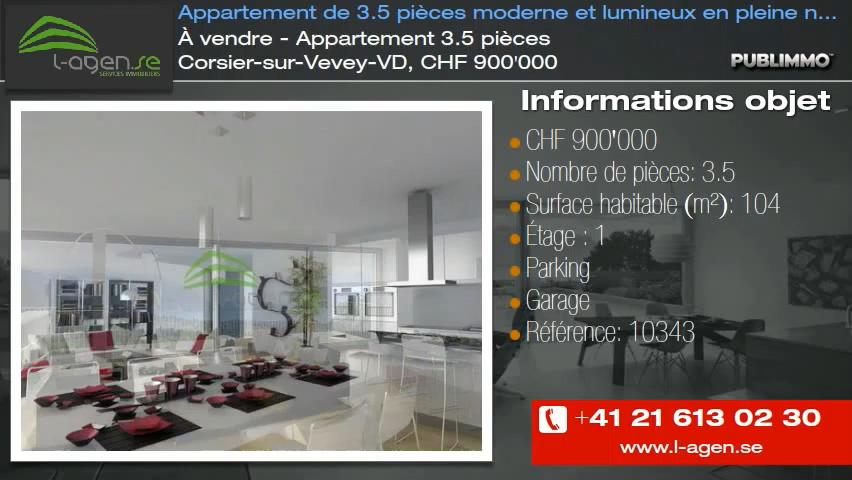 Appartement de 3.5 pièces moderne et lumineux en pleine n...
À vendre - Appartement 3.5 pièces
Corsier-sur-Vevey-VD, CHF 900'000
l-agen.se
SERVICES IMMOBILIERS
PUBLIMMO
Informations objet
CHF 900'000
Nombre de pièces: 3.5
Surface habitable (m²): 104
Étage : 1
Parking
Garage
Référence: 10343
+41 21 613 02 30
www.l-agen.se